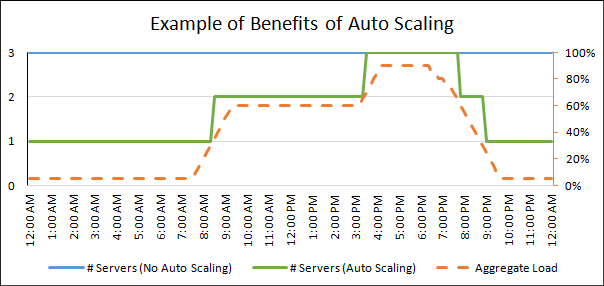 Example of Benefits of Auto Scaling
3
2
1
0
100%
80%
60%
40%
20%
0%
12:00 AM
1:00 AM
2:00 AM
3:00 AM
4:00 AM
5:00 AM
6:00 AM
7:00 AM
8:00 AM
9:00 AM
10:00 AM
11:00 AM
12:00 PM
1:00 PM
2:00 PM
3:00 PM
4:00 PM
5:00 PM
6:00 PM
7:00 PM
8:00 PM
9:00 PM
10:00 PM
11:00 PM
12:00 AM
# Servers (No Auto Scaling)
# Servers (Auto Scaling)
Aggregate Load